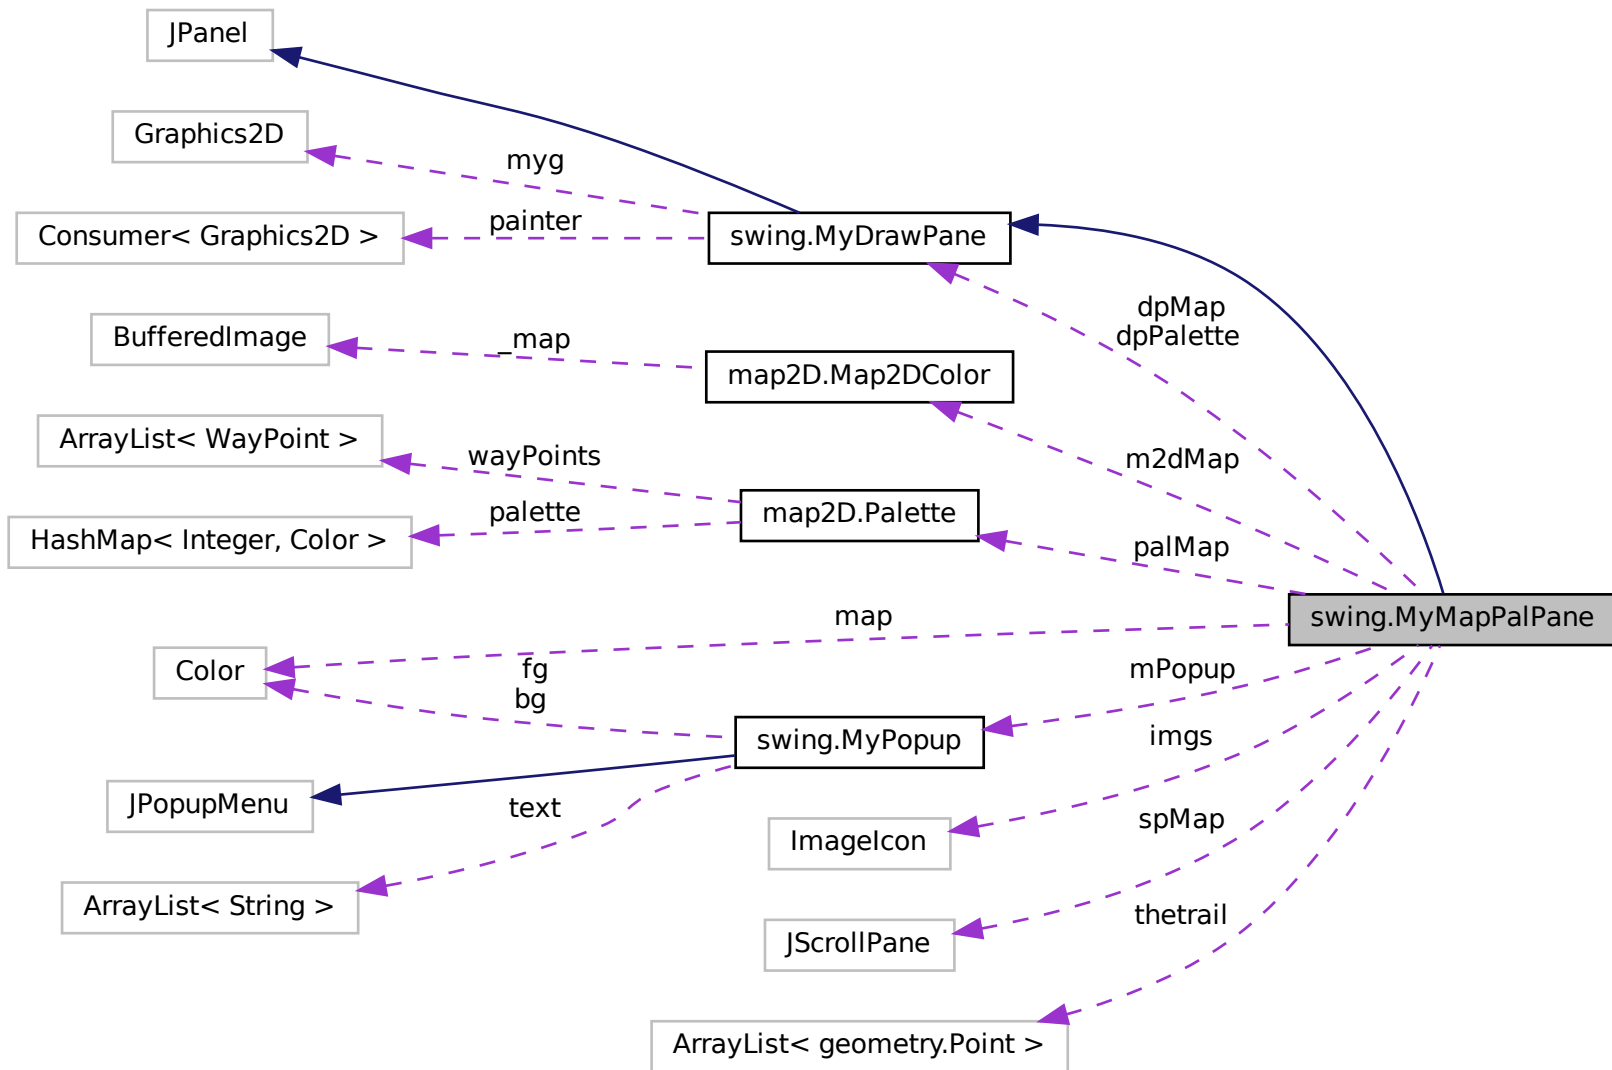 JPanel
Graphics2D
myg
Consumer< Graphics2D >
painter
swing.MyDrawPane
dpMap
dpPalette
BufferedImage
_map
map2D.Map2DColor
ArrayList< WayPoint >
wayPoints
m2dMap
HashMap< Integer, Color >
palette
map2D.Palette
palMap
swing.MyMapPalPane
map
Color
fg
bg
mPopup
swing.MyPopup
imgs
JPopupMenu
text
ImageIcon
spMap
ArrayList< String >
JScrollPane
thetrail
ArrayList< geometry.Point >